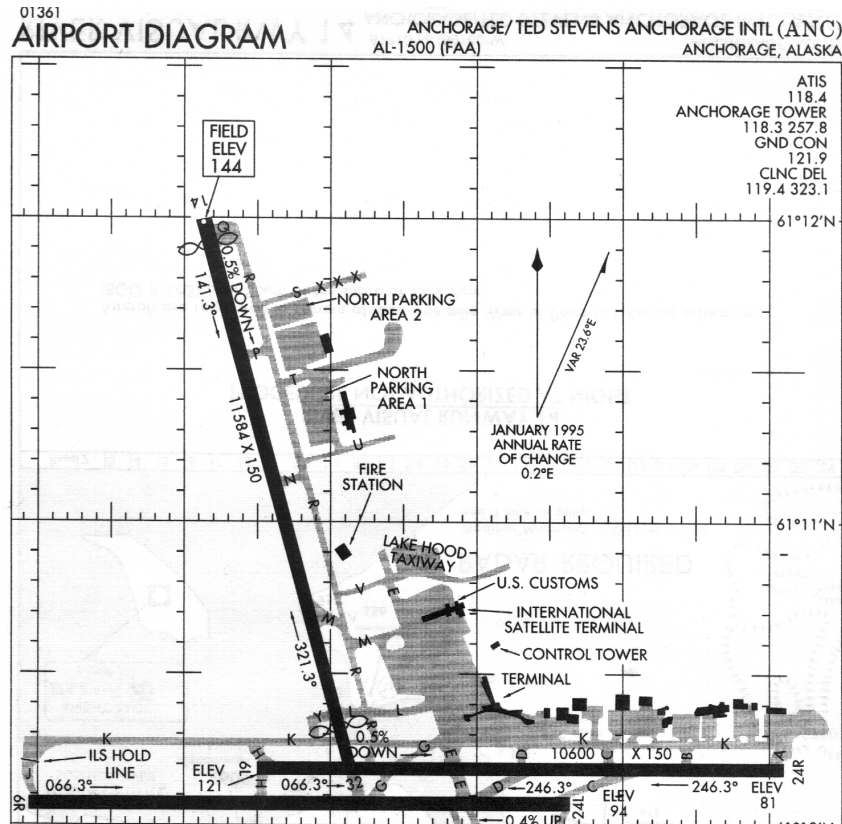 01361
AIRPORT DIAGRAM
AL-1500 (FAA)
ANCHORAGE/ TED STEVENS ANCHORAGE INTL (ANC)
ANCHORAGE, ALASKA
ATIS
118.4
ANCHORAGE TOWER
118.3 257.8
GND CON
121.9
CLNC DEL
119.4 323.1
FIELD
ELEV
144
14
61°12'N
Q
R
0.5% DOWN
141.3°
S X X X
NORTH PARKING
AREA 2
P
T
NORTH
PARKING
AREA 1
VAR 23.6°E
11584 X 150
U
JANUARY 1995
ANNUAL RATE
OF CHANGE
0.2°E
N
R
FIRE
STATION
61°11'N
LAKE HOOD
TAXIWAY
V
E
U.S. CUSTOMS
INTERNATIONAL
SATELLITE TERMINAL
M
M
R
CONTROL TOWER
321.3°
TERMINAL
Y
L
L
R
K
K
K
0.5%
DOWN
G
E
E
D
C
B
A
10600 X 150
ILS HOLD
LINE
H
J
ELEV
121
066.3°
066.3°
32
H
G
D
C
246.3°
246.3°
ELEV
81
24R
6R
24L
ELEV
94
0.4% UP